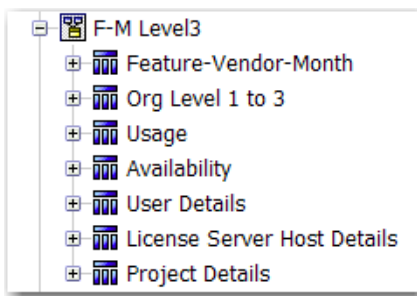 F-M Level3
Feature-Vendor-Month
Org Level 1 to 3
Usage
Availability
User Details
License Server Host Details
Project Details